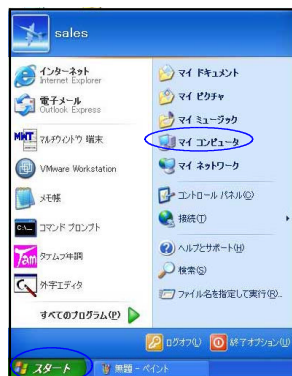 sales
インターネット
Internet Explorer
電子メール
Outlook Express
MWT マルチウィンドウ 端末
VMware Workstation
メモ帳
コマンド プロンプト
外字エディタ
すべてのプログラム(P)
マイ ドキュメント
マイ ピクチャ
マイ ミュージック
マイ コンピュータ
マイ ネットワーク
コントロール パネル(C)
接続(T)
ヘルプとサポート(H)
検索(S)
ファイル名を指定して実行(R)...
ログオフ(L)
終了オプション(U)
スタート
無題 - ペイント